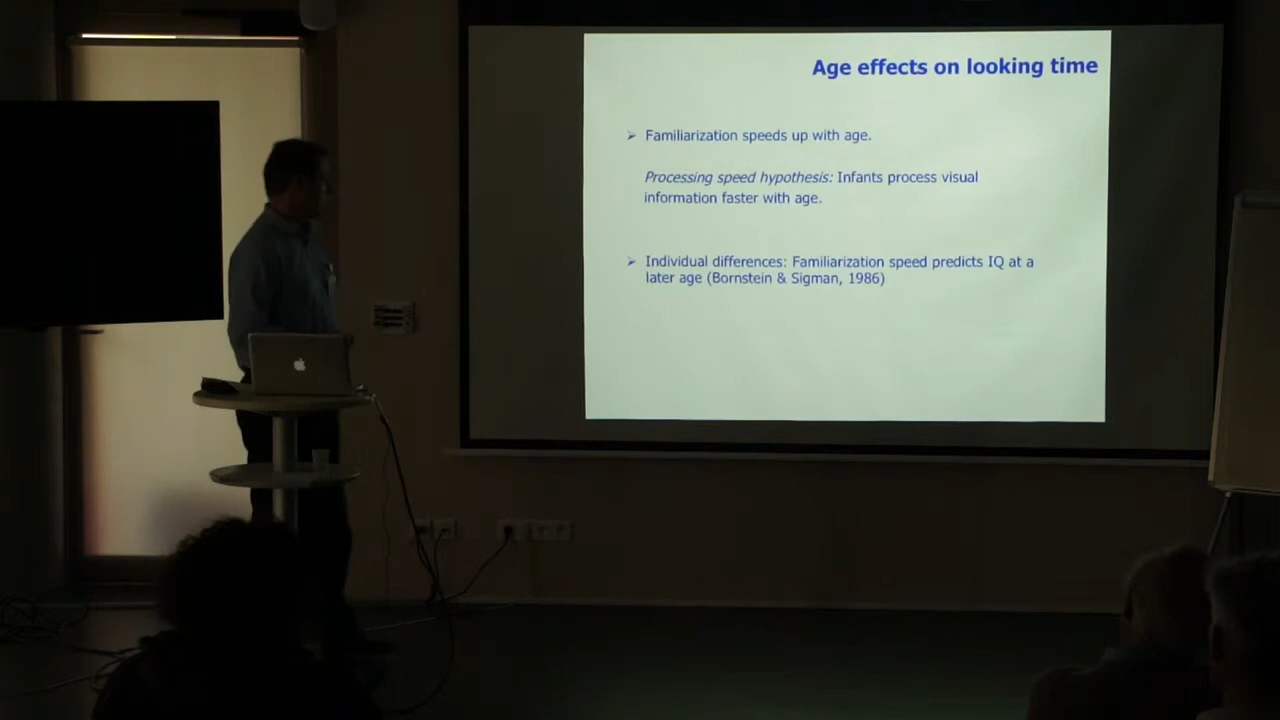 Age effects on looking time
➢ Familiarization speeds up with age.
Processing speed hypothesis: Infants process visual
information faster with age.
➢ Individual differences: Familiarization speed predicts IQ at a
later age (Bornstein & Sigman, 1986)